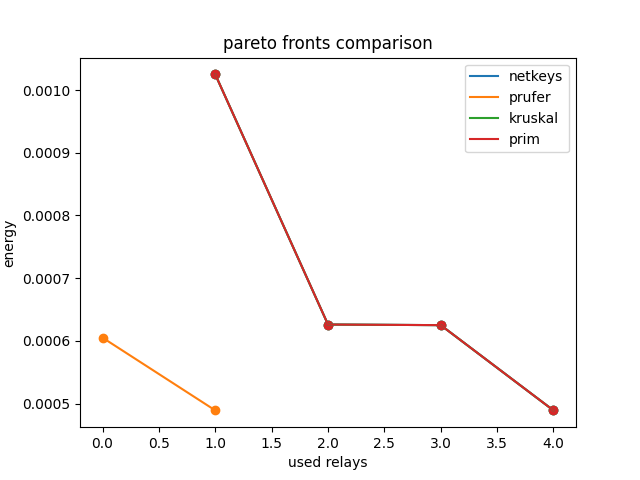 pareto fronts comparison
netkeys
prufer
kruskal
prim
energy
0.0010
0.0009
0.0008
0.0007
0.0006
0.0005
0.0 0.5 1.0 1.5 2.0 2.5 3.0 3.5 4.0
used relays